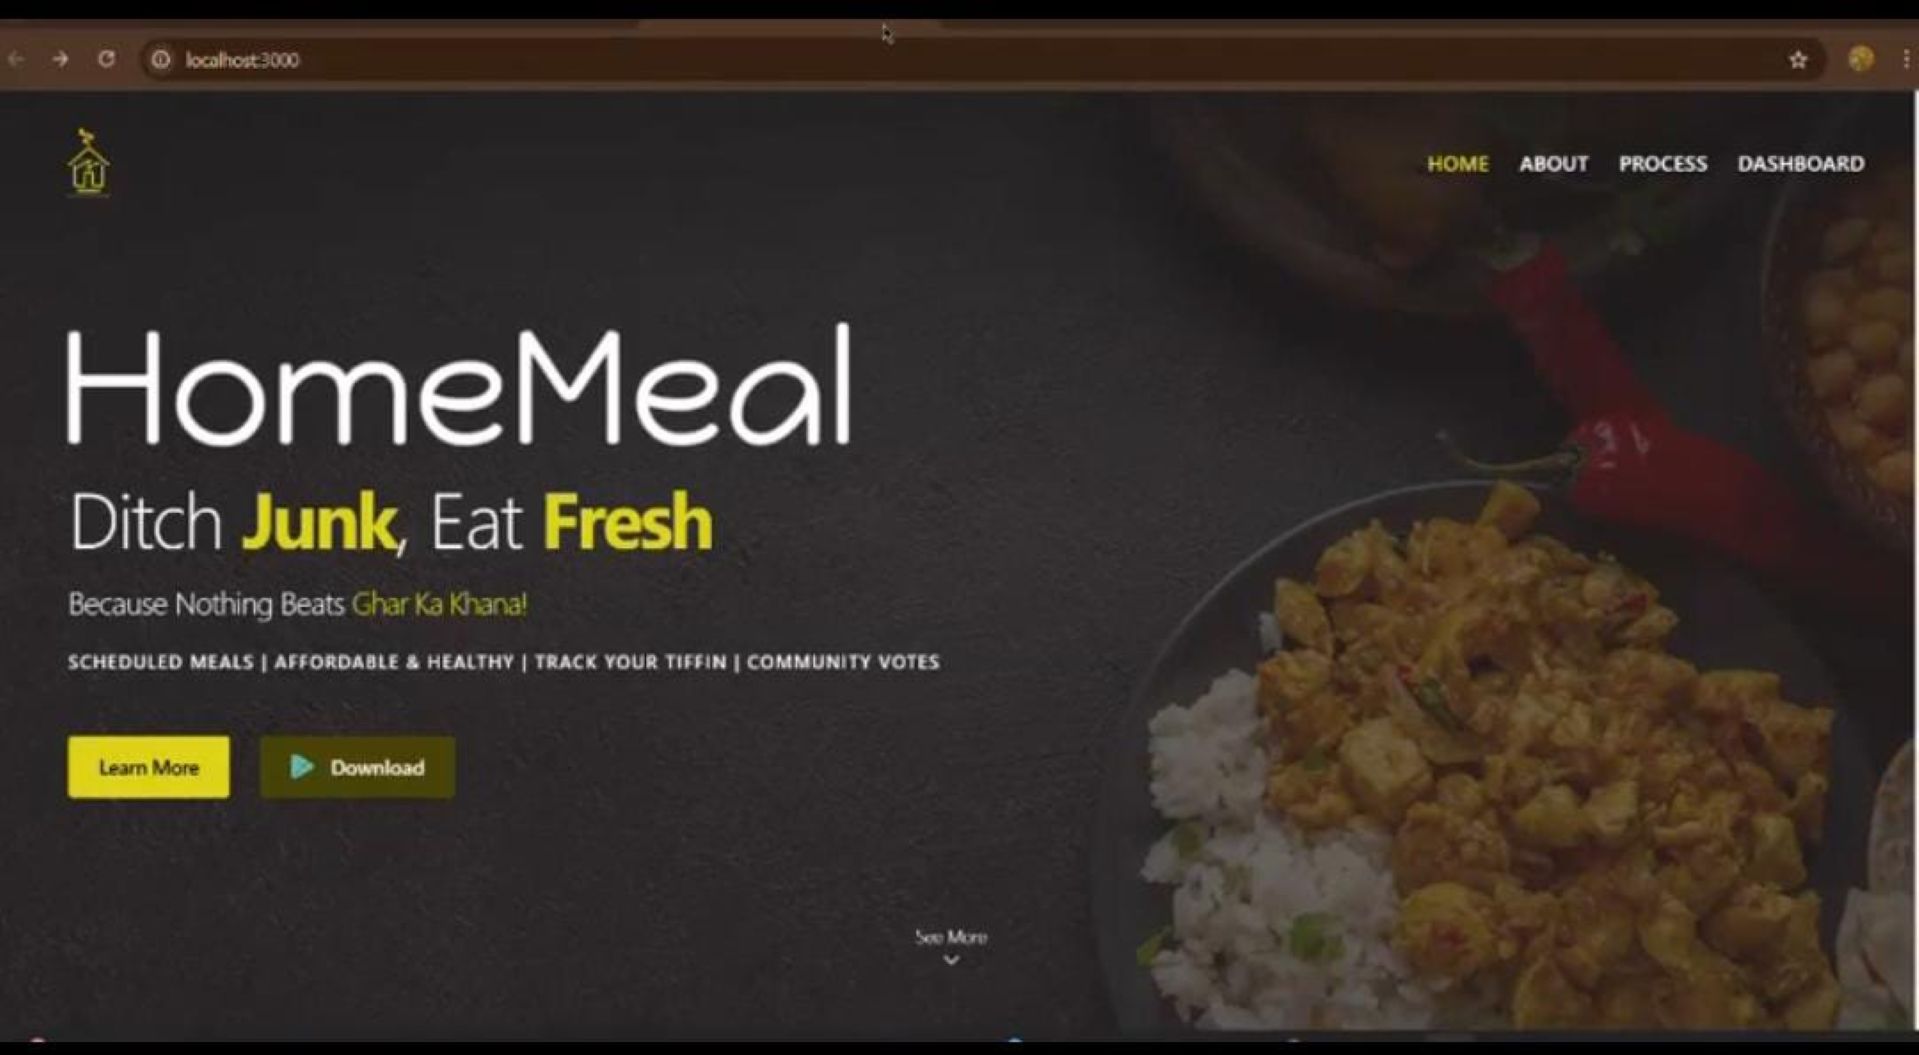 localhost:3000
HOME ABOUT PROCESS DASHBOARD
HomeMeal
Ditch Junk, Eat Fresh
Because Nothing Beats Ghar Ka Khana!
SCHEDULED MEALS | AFFORDABLE & HEALTHY | TRACK YOUR TIFFIN | COMMUNITY VOTES
Learn More Download
See More